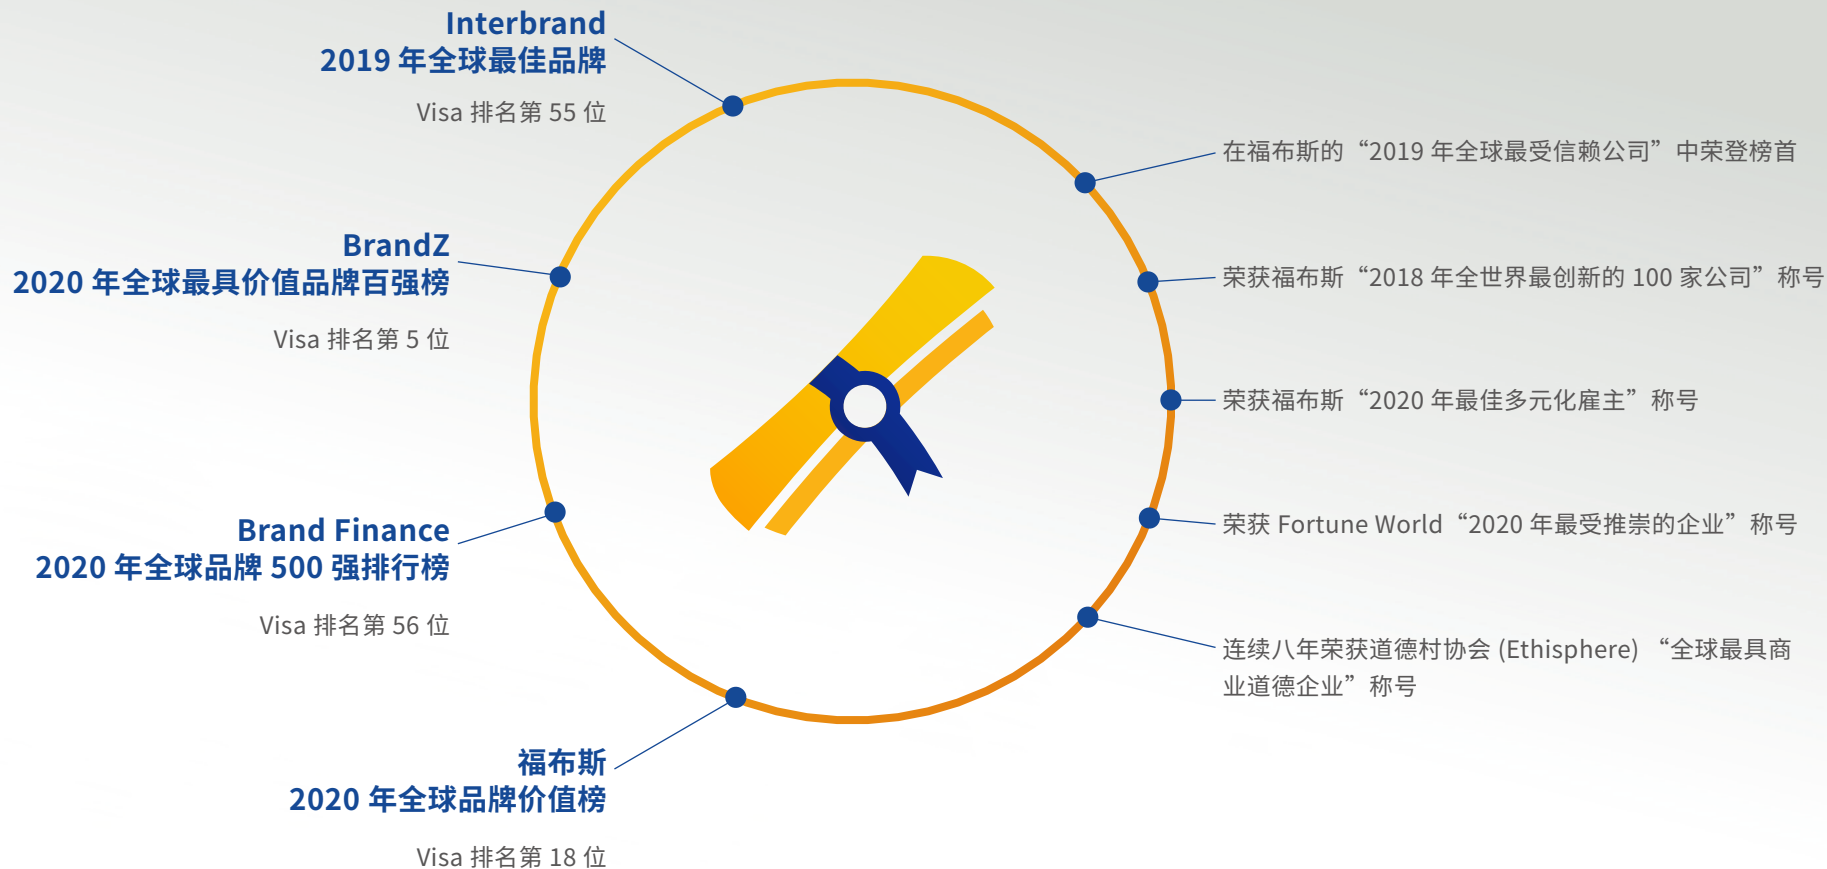 Interbrand
2019 年全球最佳品牌
Visa 排名第 55 位
BrandZ
2020 年全球最具价值品牌百强榜
Visa 排名第 5 位
Brand Finance
2020 年全球品牌 500 强排行榜
Visa 排名第 56 位
福布斯
2020 年全球品牌价值榜
Visa 排名第 18 位
在福布斯的“2019 年全球最受信赖公司”中荣登榜首
荣获福布斯“2018 年全世界最创新的 100 家公司”称号
荣获福布斯“2020 年最佳多元化雇主”称号
荣获 Fortune World“2020 年最受推崇的企业”称号
连续八年荣获道德村协会 (Ethisphere) “全球最具商
业道德企业”称号